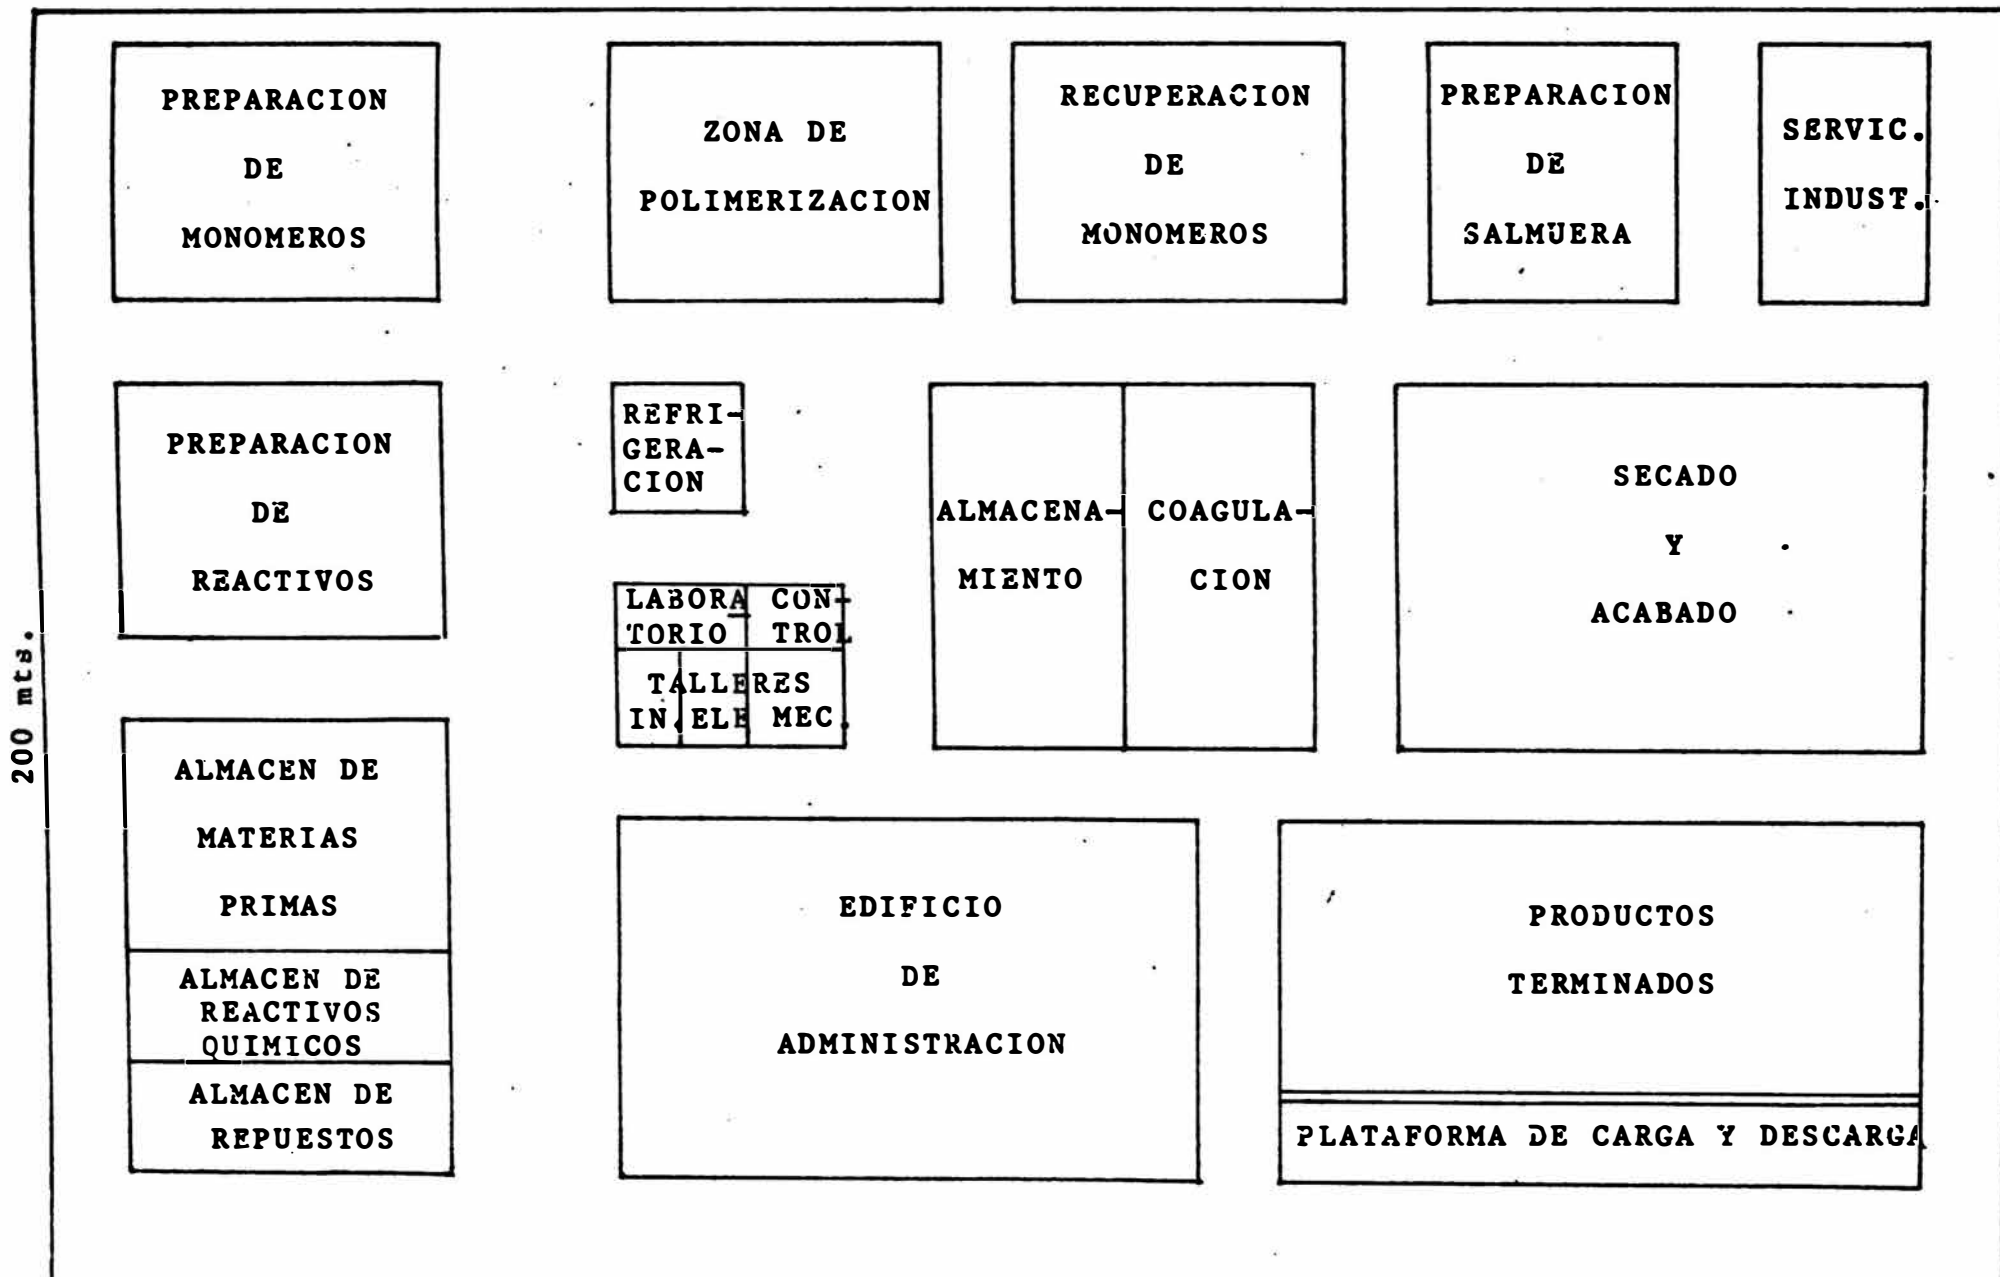 PREPARACION
DE
MONOMEROS
ZONA DE
POLIMERIZACION
RECUPERACION
DE
MONOMEROS
PREPARACION
DE
SALMUERA
SERVIC.
INDUST.
PREPARACION
DE
REACTIVOS
REFRI-
GERA-
CION
LABORA
TORIO
CON-
TROL
TALLERES
IN. ELE MEC.
ALMACENA-
MIENTO
COAGULA-
CION
SECADO
Y
ACABADO
200 mts.
ALMACEN DE
MATERIAS
PRIMAS
ALMACEN DE
REACTIVOS
QUIMICOS
ALMACEN DE
REPUESTOS
EDIFICIO
DE
ADMINISTRACION
PRODUCTOS
TERMINADOS
PLATAFORMA DE CARGA Y DESCARGA